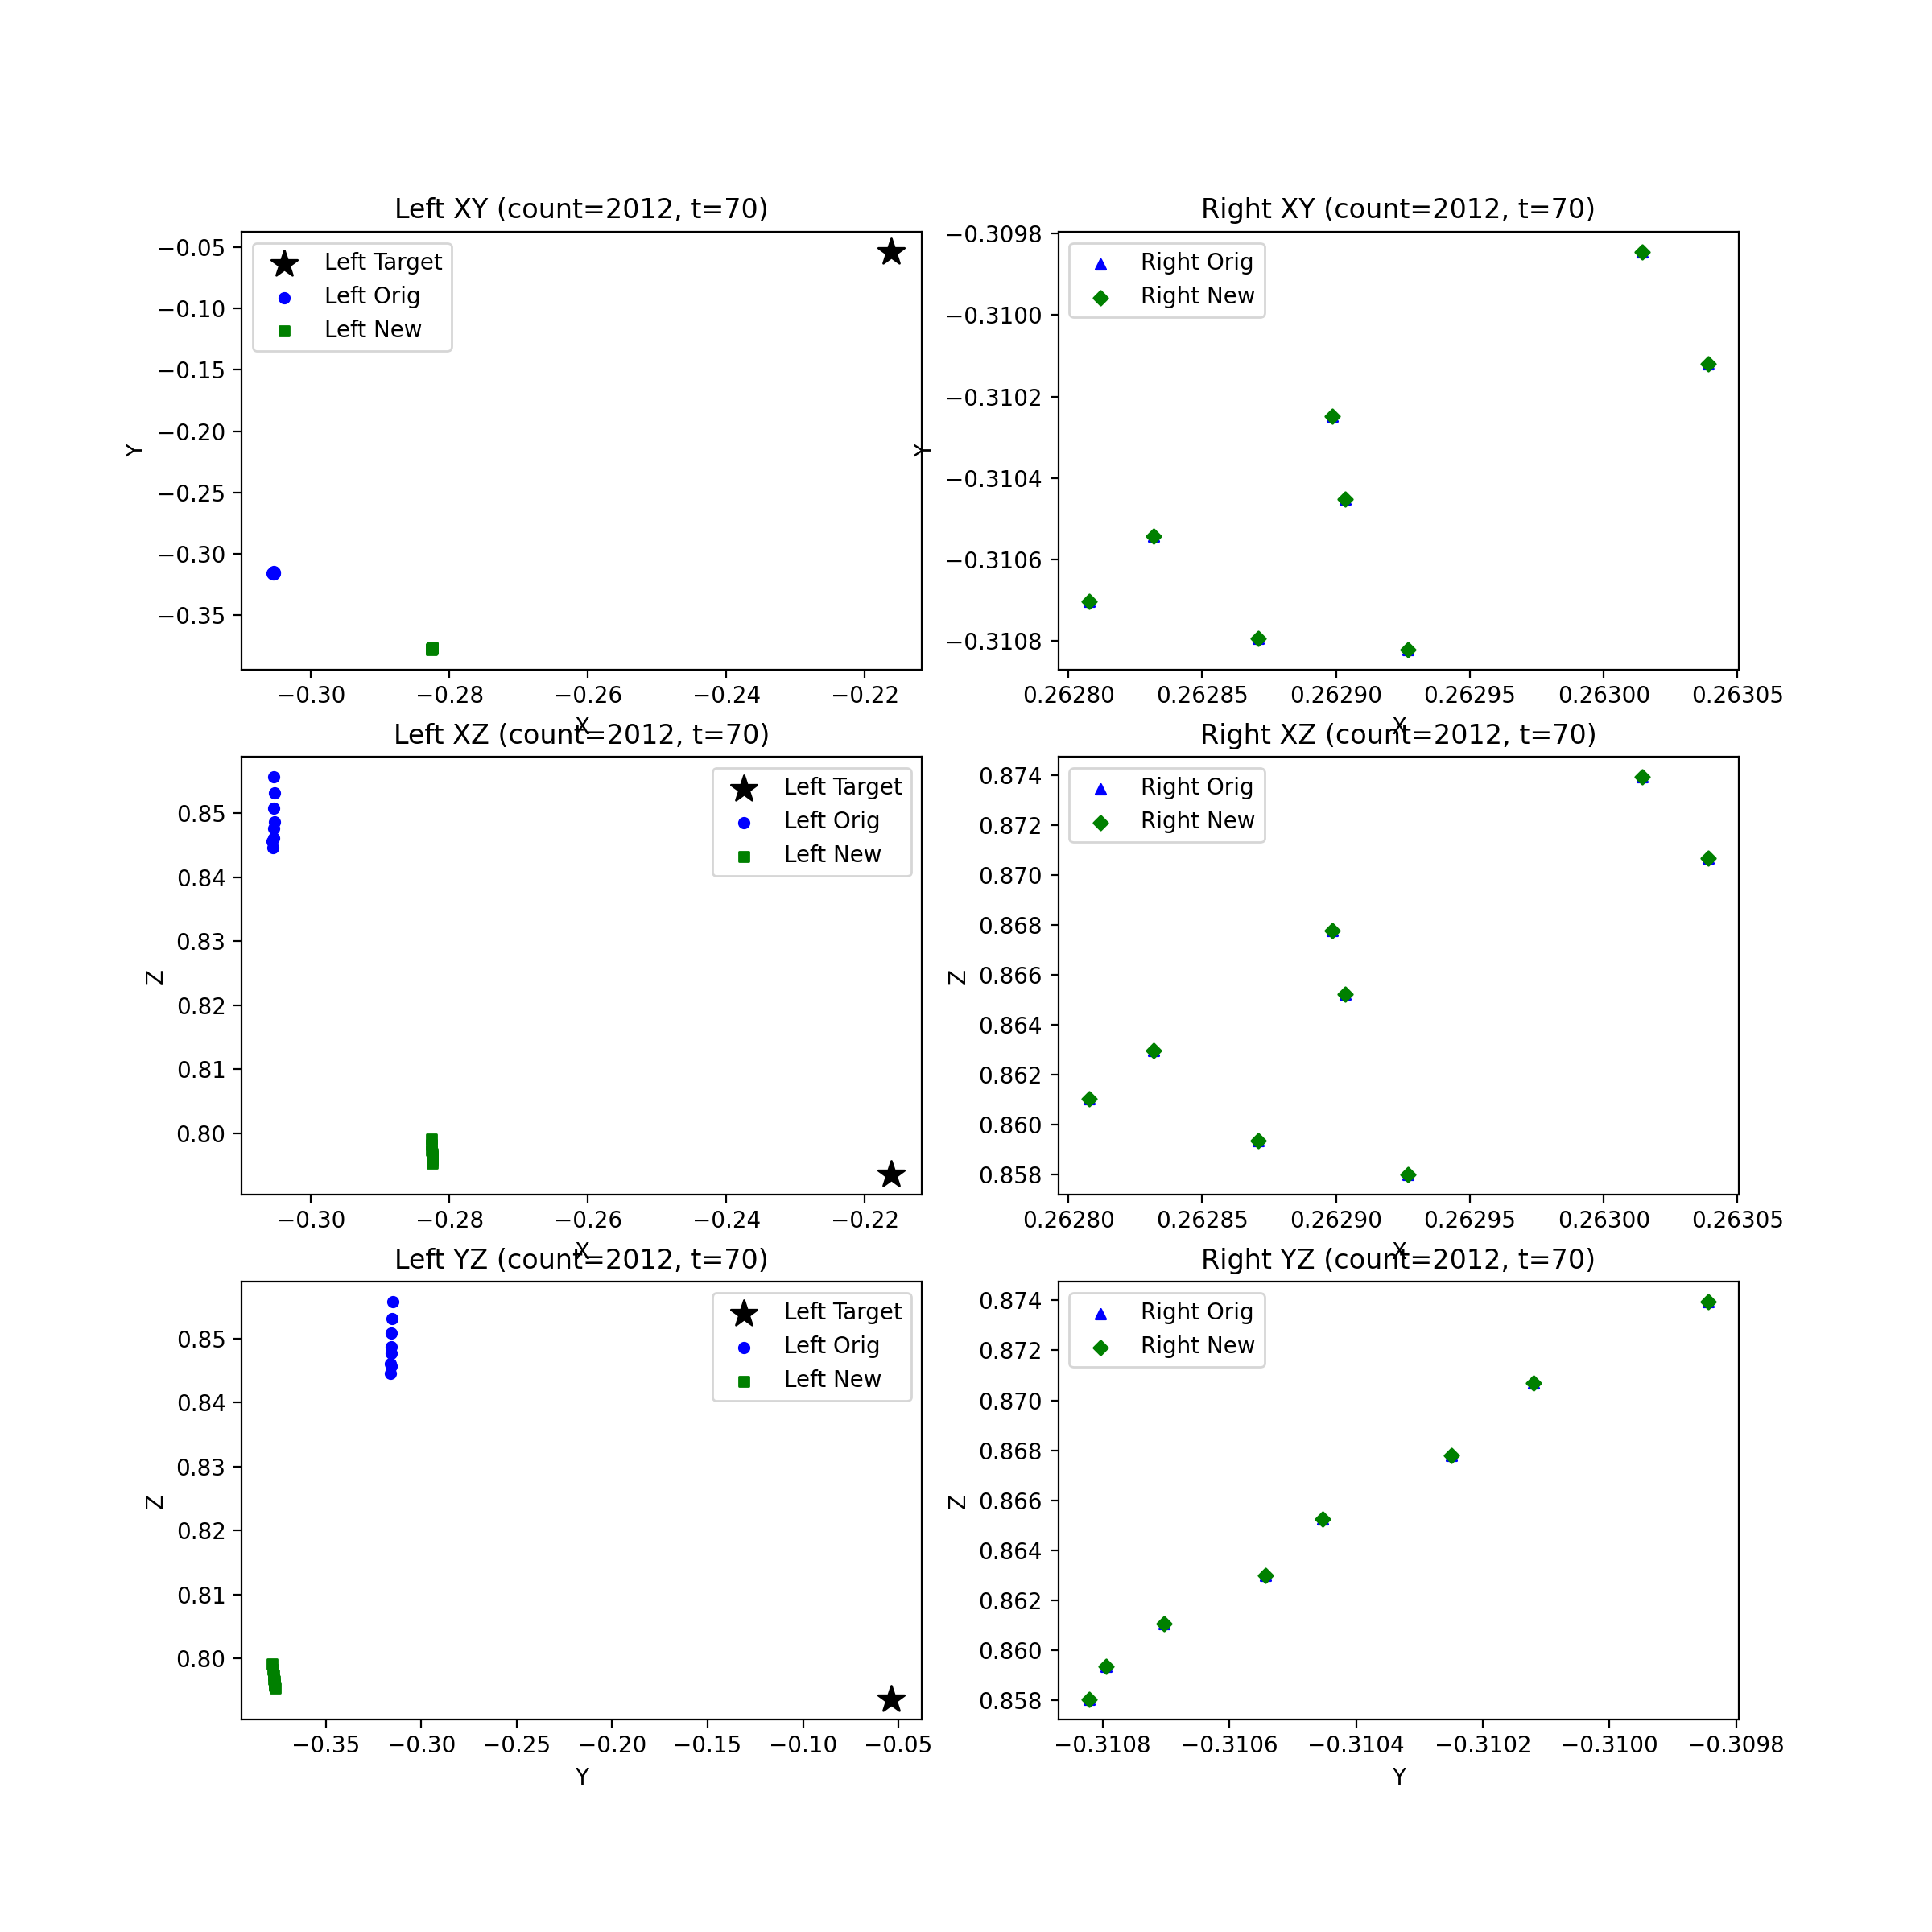 Left XY (count=2012, t=70)
Left Target
Left Orig
Left New
−0.05
−0.10
−0.15
−0.20
−0.25
−0.30
−0.35
Y
−0.30
−0.28
−0.26
−0.24
−0.22
X
Right XY (count=2012, t=70)
Right Orig
Right New
−0.3098
−0.3100
−0.3102
−0.3104
−0.3106
−0.3108
Y
0.26280
0.26285
0.26290
0.26295
0.26300
0.26305
X
Left XZ (count=2012, t=70)
Left Target
Left Orig
Left New
0.85
0.84
0.83
0.82
0.81
0.80
Z
−0.30
−0.28
−0.26
−0.24
−0.22
X
Right XZ (count=2012, t=70)
Right Orig
Right New
0.874
0.872
0.870
0.868
0.866
0.864
0.862
0.860
0.858
Z
0.26280
0.26285
0.26290
0.26295
0.26300
0.26305
X
Left YZ (count=2012, t=70)
Left Target
Left Orig
Left New
0.85
0.84
0.83
0.82
0.81
0.80
Z
−0.35
−0.30
−0.25
−0.20
−0.15
−0.10
−0.05
Y
Right YZ (count=2012, t=70)
Right Orig
Right New
0.874
0.872
0.870
0.868
0.866
0.864
0.862
0.860
0.858
Z
−0.3108
−0.3106
−0.3104
−0.3102
−0.3100
−0.3098
Y